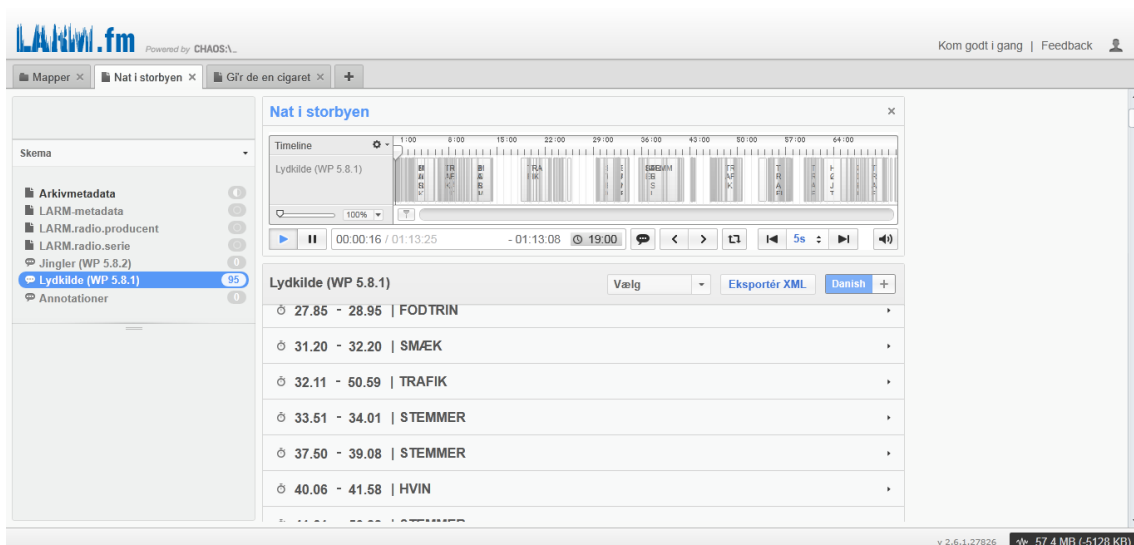 LARM.fm Powered by CHAOS:\_
Kom godt i gang | Feedback
Mapper × Nat i storbyen × Gi'r de en cigaret × +
Nat i storbyen ×
Skema
Arkivmetadata
LARM-metadata
LARM.radio.producent
LARM.radio.serie
Jingler (WP 5.8.2) 0
Lydkilde (WP 5.8.1) 95
Annotationer 0
Timeline 1:00 8:00 15:00 22:00 29:00 36:00 43:00 50:00 57:00 64:00
Lydkilde (WP 5.8.1)
100%
00:00:16 / 01:13:25 - 01:13:08 19:00 5s
Lydkilde (WP 5.8.1) Vælg Eksportér XML Danish +
27.85 - 28.95 | FODTRIN
31.20 - 32.20 | SMÆK
32.11 - 50.59 | TRAFIK
33.51 - 34.01 | STEMMER
37.50 - 39.08 | STEMMER
40.06 - 41.58 | HVIN
v 2.6.1.27826 57.4 MB (-5128 KB)